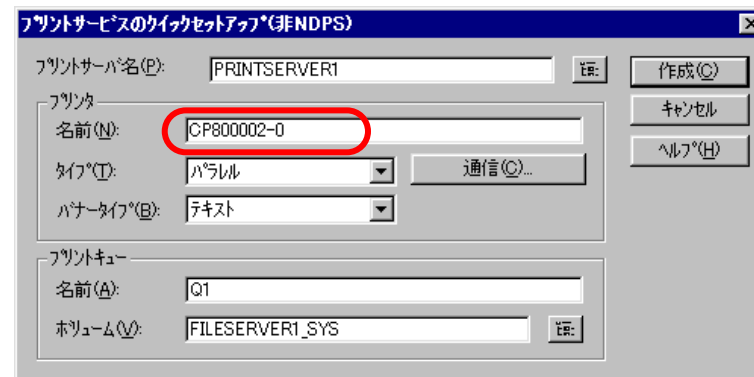 プリントサービスのクイックセットアップ(非NDPS)
プリントサーバ名(P): PRINTSERVER1
作成(C)
プリンタ
キャンセル
名前(N): CP800002-0
ヘルプ(H)
タイプ(T): パラレル 通信(C)...
バナータイプ(B): テキスト
プリントキュー
名前(A): Q1
ボリューム(V): FILESERVER1_SYS